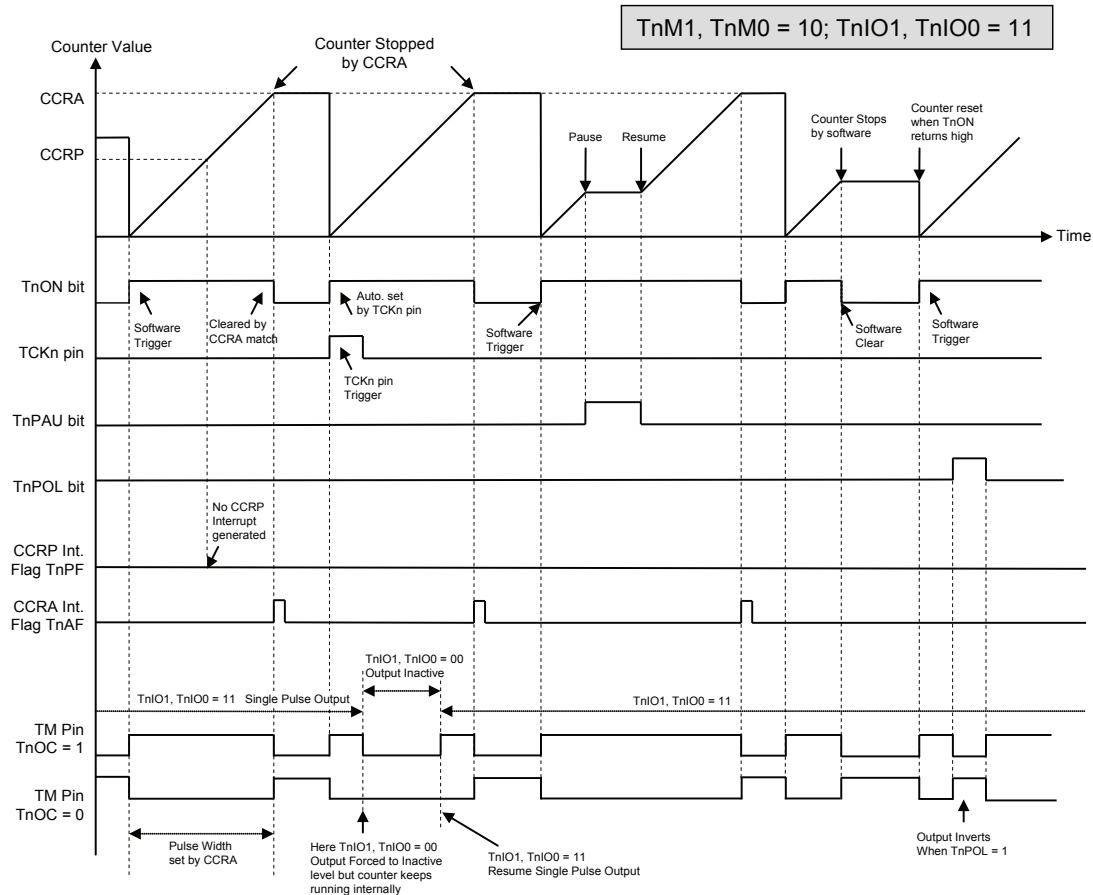 TnM1, TnM0 = 10; TnIO1, TnIO0 = 11
Counter Value
Counter Stopped
by CCRA
CCRA
CCRP
Pause
Resume
Counter Stops
by software
Counter reset
when TnON
returns high
Time
TnON bit
Software
Trigger
Cleared by
CCRA match
Auto. set
by TCKn pin
Software
Trigger
Software
Clear
Software
Trigger
TCKn pin
TCKn pin
Trigger
TnPAU bit
TnPOL bit
No CCRP
Interrupt
generated
CCRP Int.
Flag TnPF
CCRA Int.
Flag TnAF
TnIO1, TnIO0 = 00
Output Inactive
TnIO1, TnIO0 = 11 Single Pulse Output
TnIO1, TnIO0 = 11
TM Pin
TnOC = 1
TM Pin
TnOC = 0
Pulse Width
set by CCRA
Here TnIO1, TnIO0 = 00
Output Forced to Inactive
level but counter keeps
running internally
TnIO1, TnIO0 = 11
Resume Single Pulse Output
Output Inverts
When TnPOL = 1